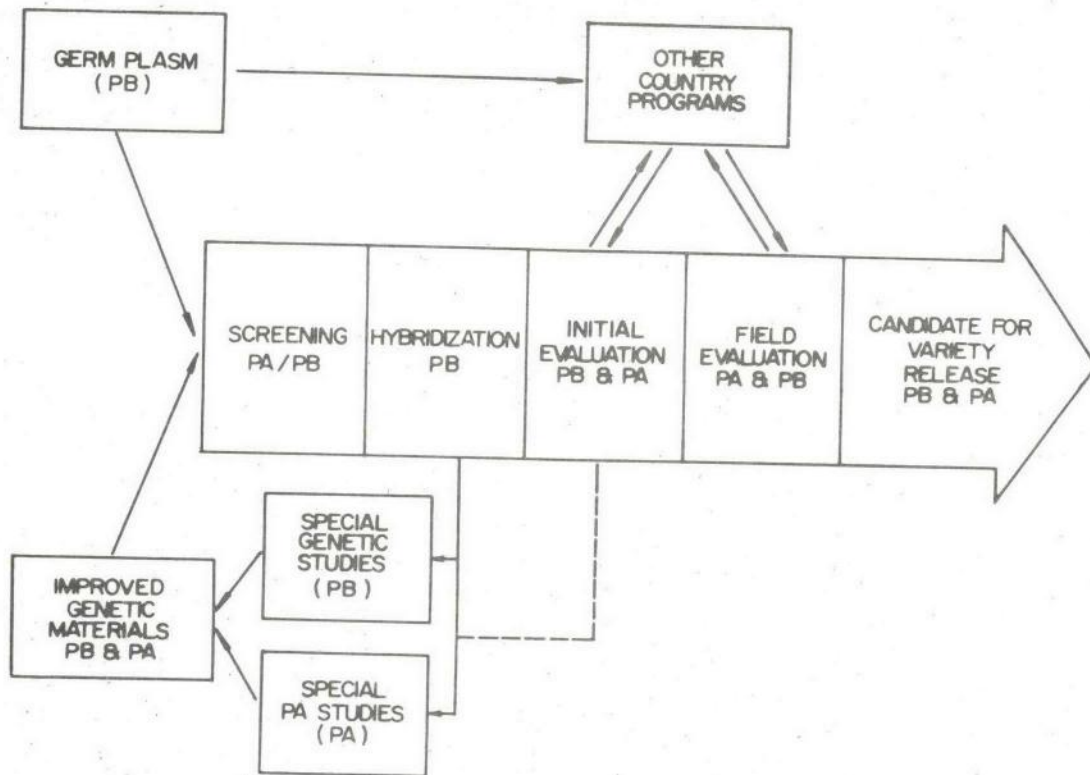 GERM PLASM
(PB)
OTHER
COUNTRY
PROGRAMS
SCREENING
PA/PB
HYBRIDIZATION
PB
INITIAL
EVALUATION
PB & PA
FIELD
EVALUATION
PA & PB
CANDIDATE FOR
VARIETY
RELEASE
PB & PA
SPECIAL
GENETIC
STUDIES
(PB)
IMPROVED
GENETIC
MATERIALS
PB & PA
SPECIAL
PA STUDIES
(PA)